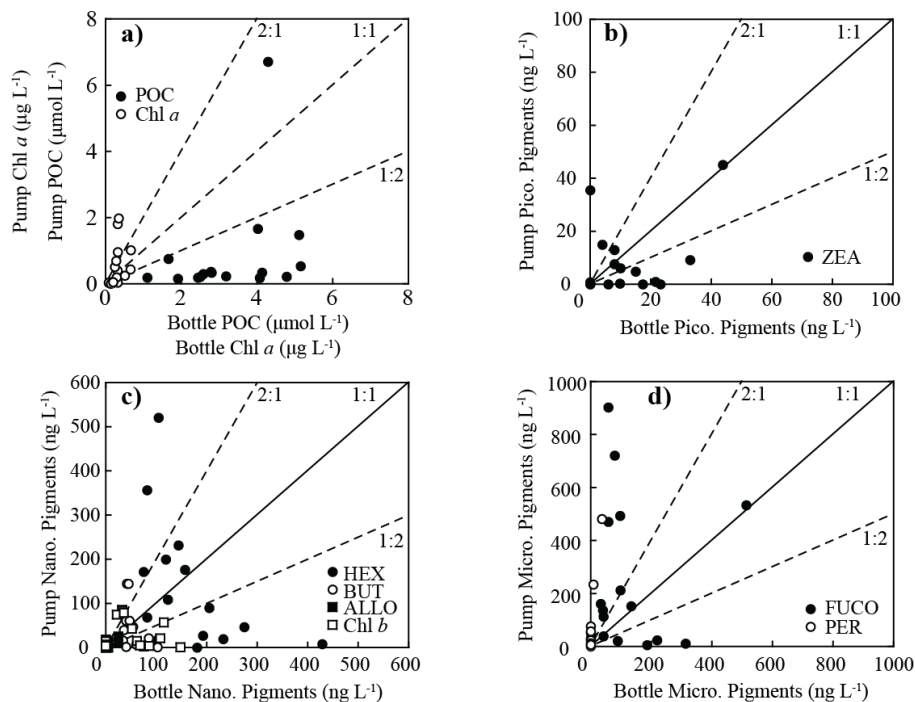 a)
2:1
1:1
1:2
POC
Chl a
8
6
4
2
0
0
2
4
6
8
Pump Chl a (µg L-1)
Pump POC (µmol L-1)
Bottle POC (µmol L-1)
Bottle Chl a (µg L-1)
b)
2:1
1:1
1:2
ZEA
100
80
60
40
20
0
0
20
40
60
80
100
Pump Pico. Pigments (ng L-1)
Bottle Pico. Pigments (ng L-1)
c)
2:1
1:1
1:2
HEX
BUT
ALLO
Chl b
600
500
400
300
200
100
0
0
100
200
300
400
500
600
Pump Nano. Pigments (ng L-1)
Bottle Nano. Pigments (ng L-1)
d)
2:1
1:1
1:2
FUCO
PER
1000
800
600
400
200
0
0
200
400
600
800
1000
Pump Micro. Pigments (ng L-1)
Bottle Micro. Pigments (ng L-1)